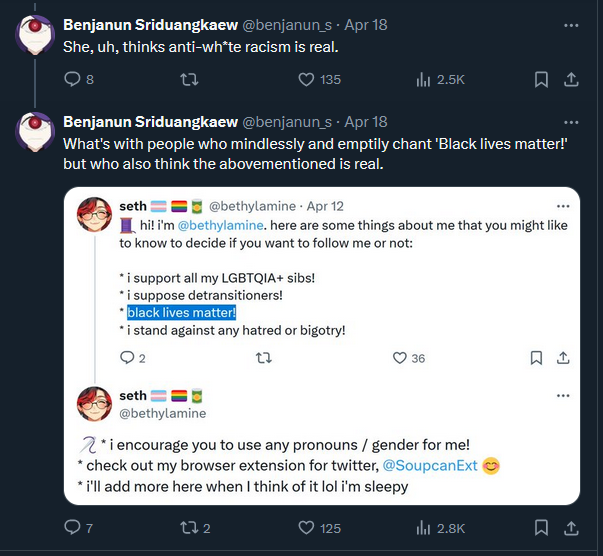 Benjanun Sriduangkaew @benjanun_s · Apr 18
She, uh, thinks anti-wh*te racism is real.
8 135 2.5K
Benjanun Sriduangkaew @benjanun_s · Apr 18
What's with people who mindlessly and emptily chant 'Black lives matter!'
but who also think the abovementioned is real.
seth @bethylamine · Apr 12
🧵 hi! i'm @bethylamine. here are some things about me that you might like
to know to decide if you want to follow me or not:
* i support all my LGBTQIA+ sibs!
* i suppose detransitioners!
* black lives matter!
* i stand against any hatred or bigotry!
2 36
seth
@bethylamine
🪡 * i encourage you to use any pronouns / gender for me!
* check out my browser extension for twitter, @SoupcanExt 😊
* i'll add more here when I think of it lol i'm sleepy
7 2 125 2.8K